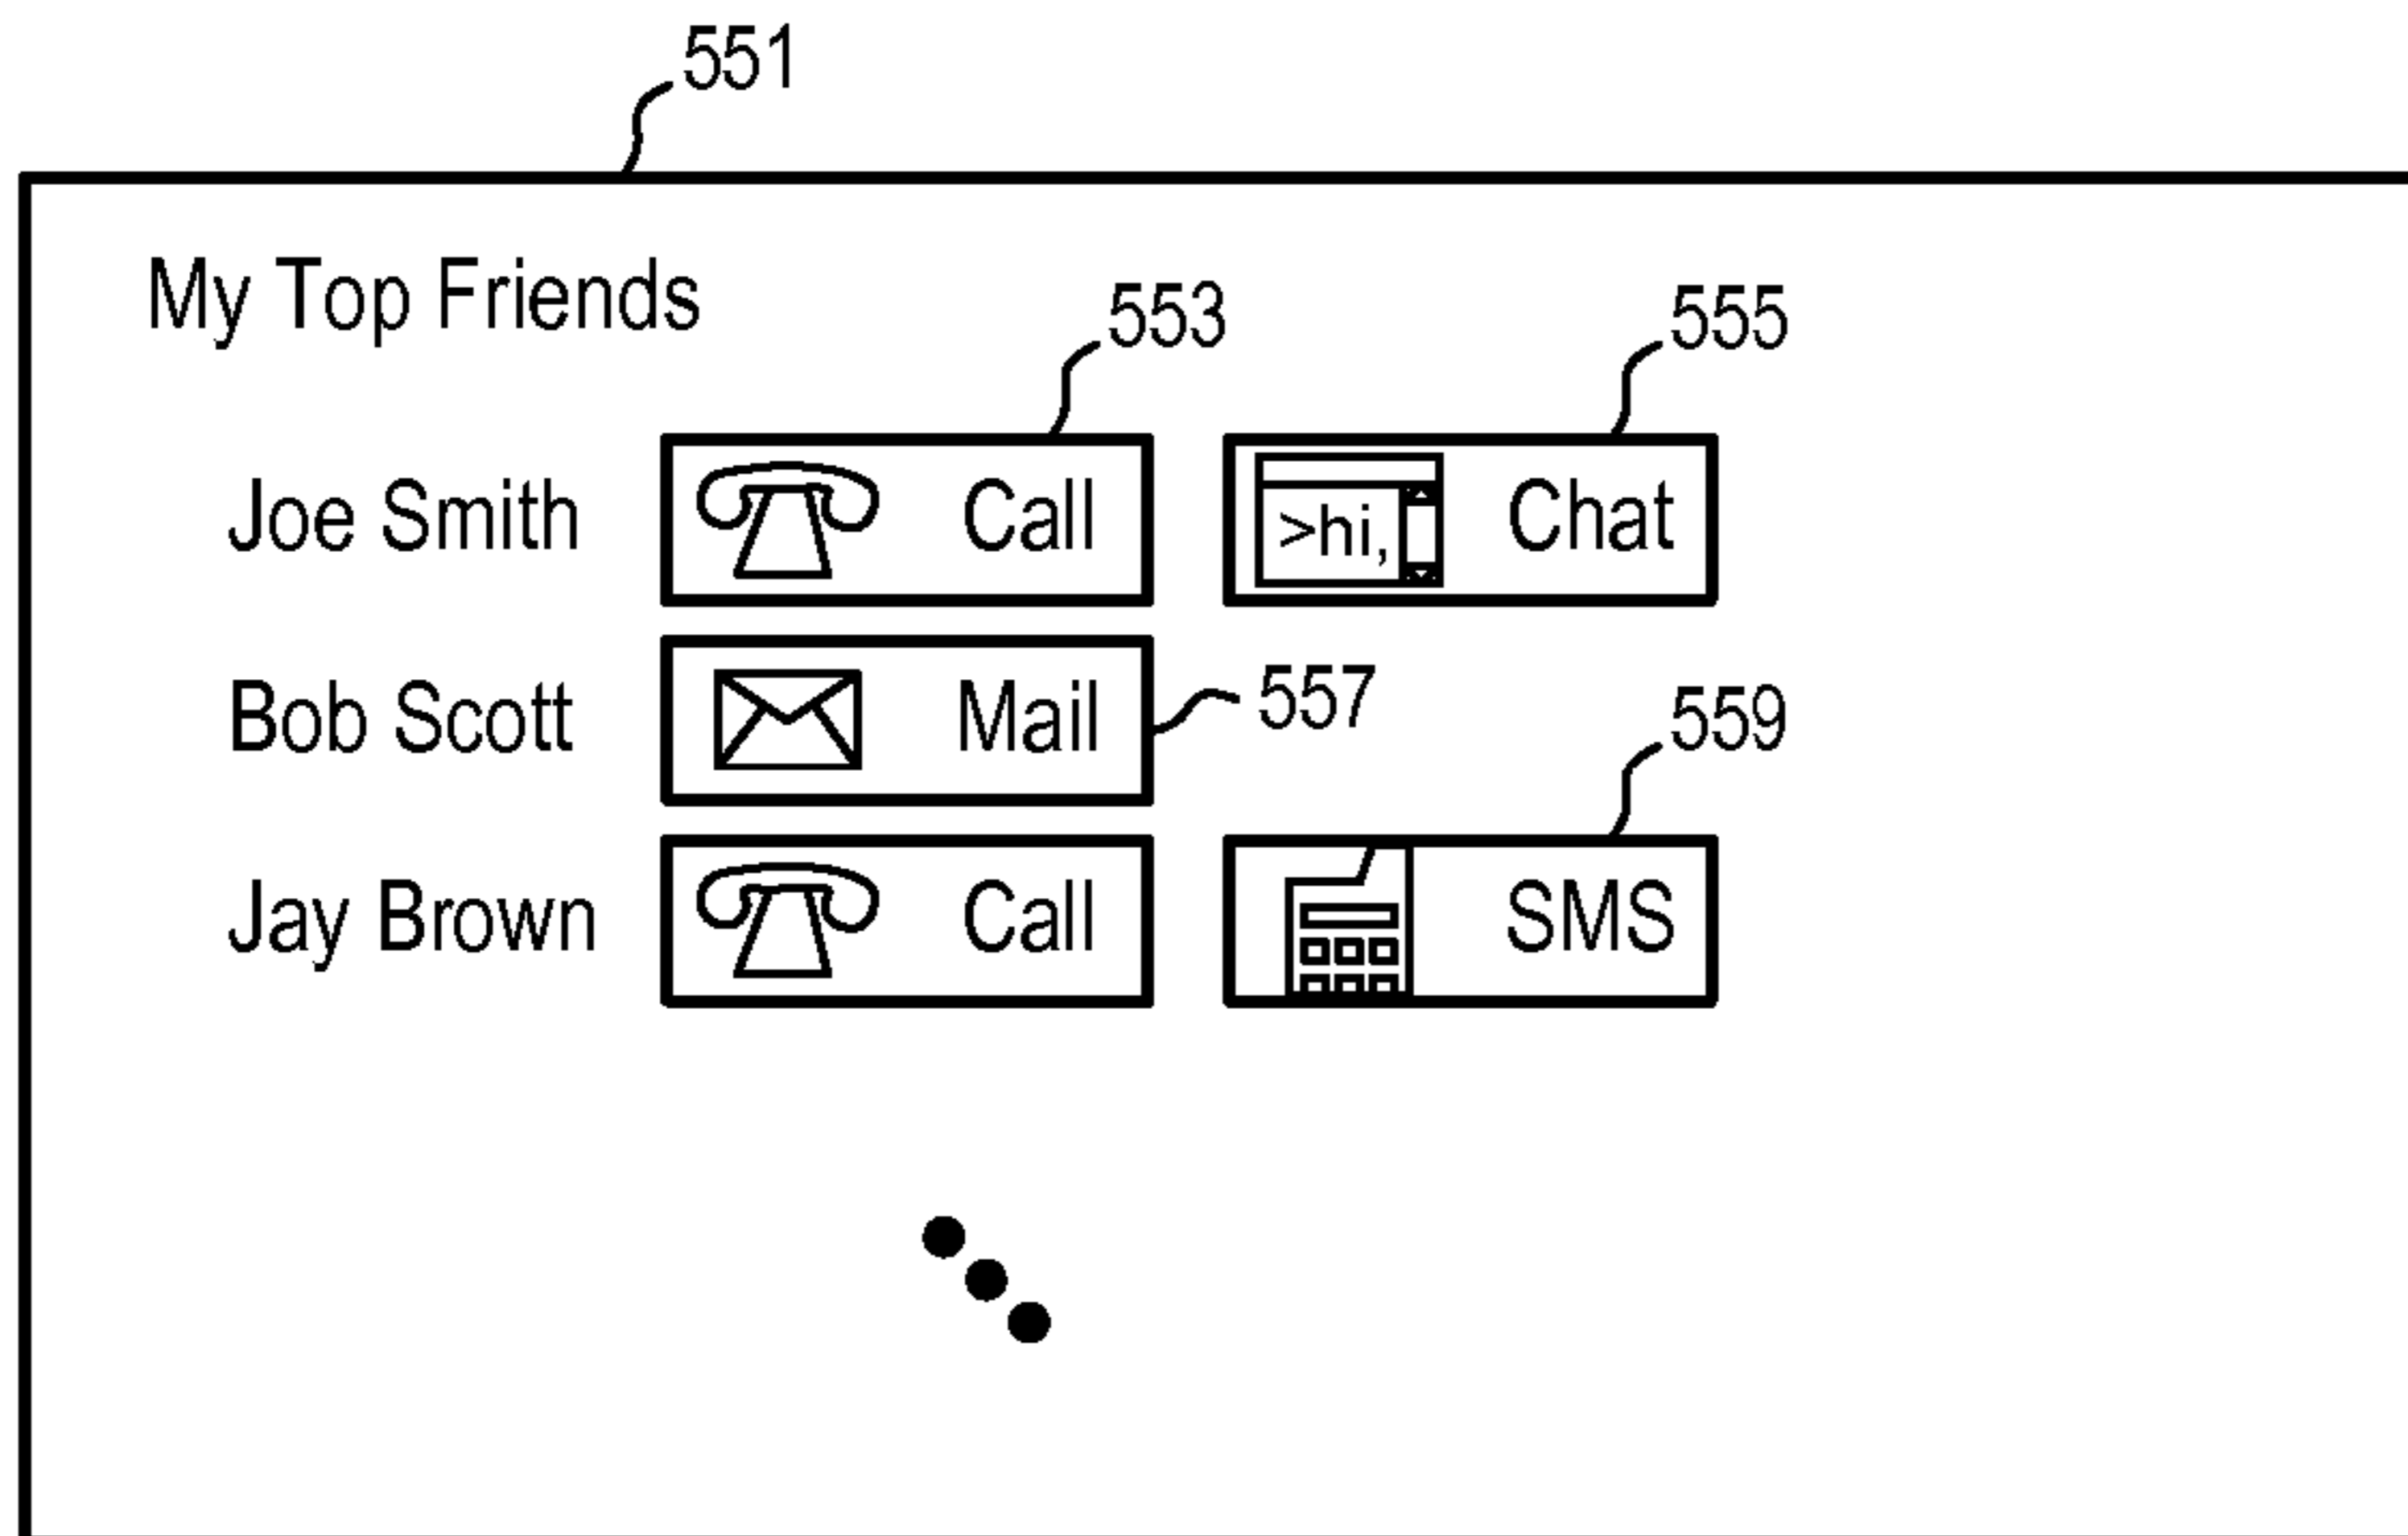 551
My Top Friends
553
555
Joe Smith
Call
>hi,
Chat
Bob Scott
Mail
557
559
Jay Brown
Call
SMS